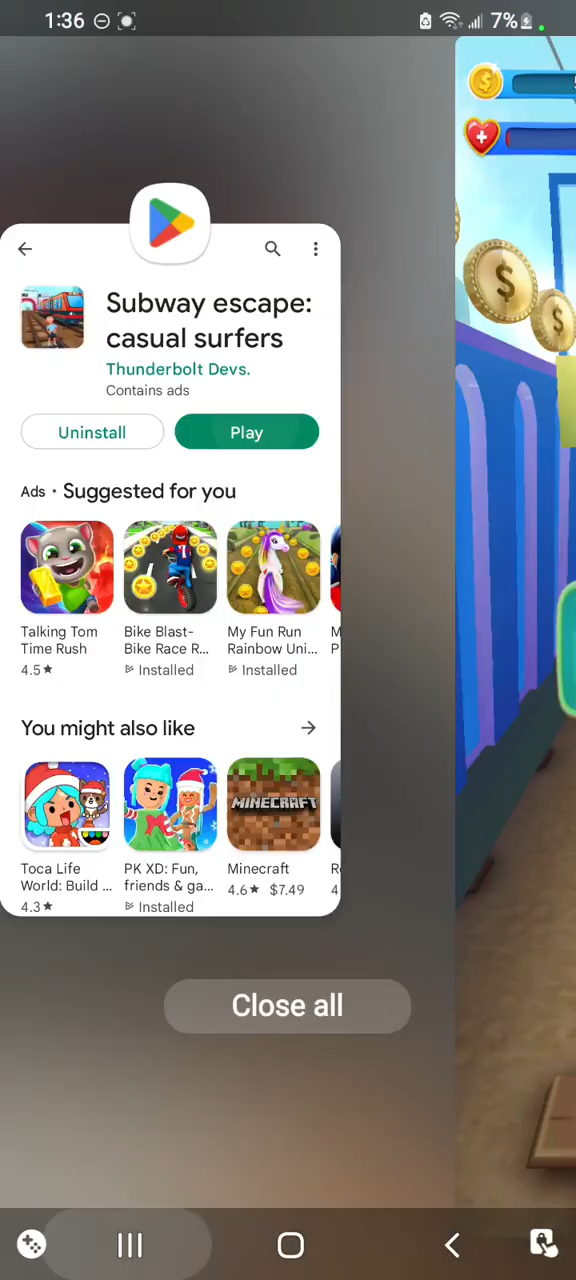 1:36
7%
Subway escape:
casual surfers
Thunderbolt Devs.
Contains ads
Uninstall
Play
Ads • Suggested for you
Talking Tom
Time Rush
4.5★
Bike Blast-
Bike Race R...
Installed
My Fun Run
Rainbow Uni...
Installed
M
P
You might also like
Toca Life
World: Build ...
4.3★
PK XD: Fun,
friends & ga...
Installed
MINECRAFT
Minecraft
4.6★ $7.49
R
4
Close all